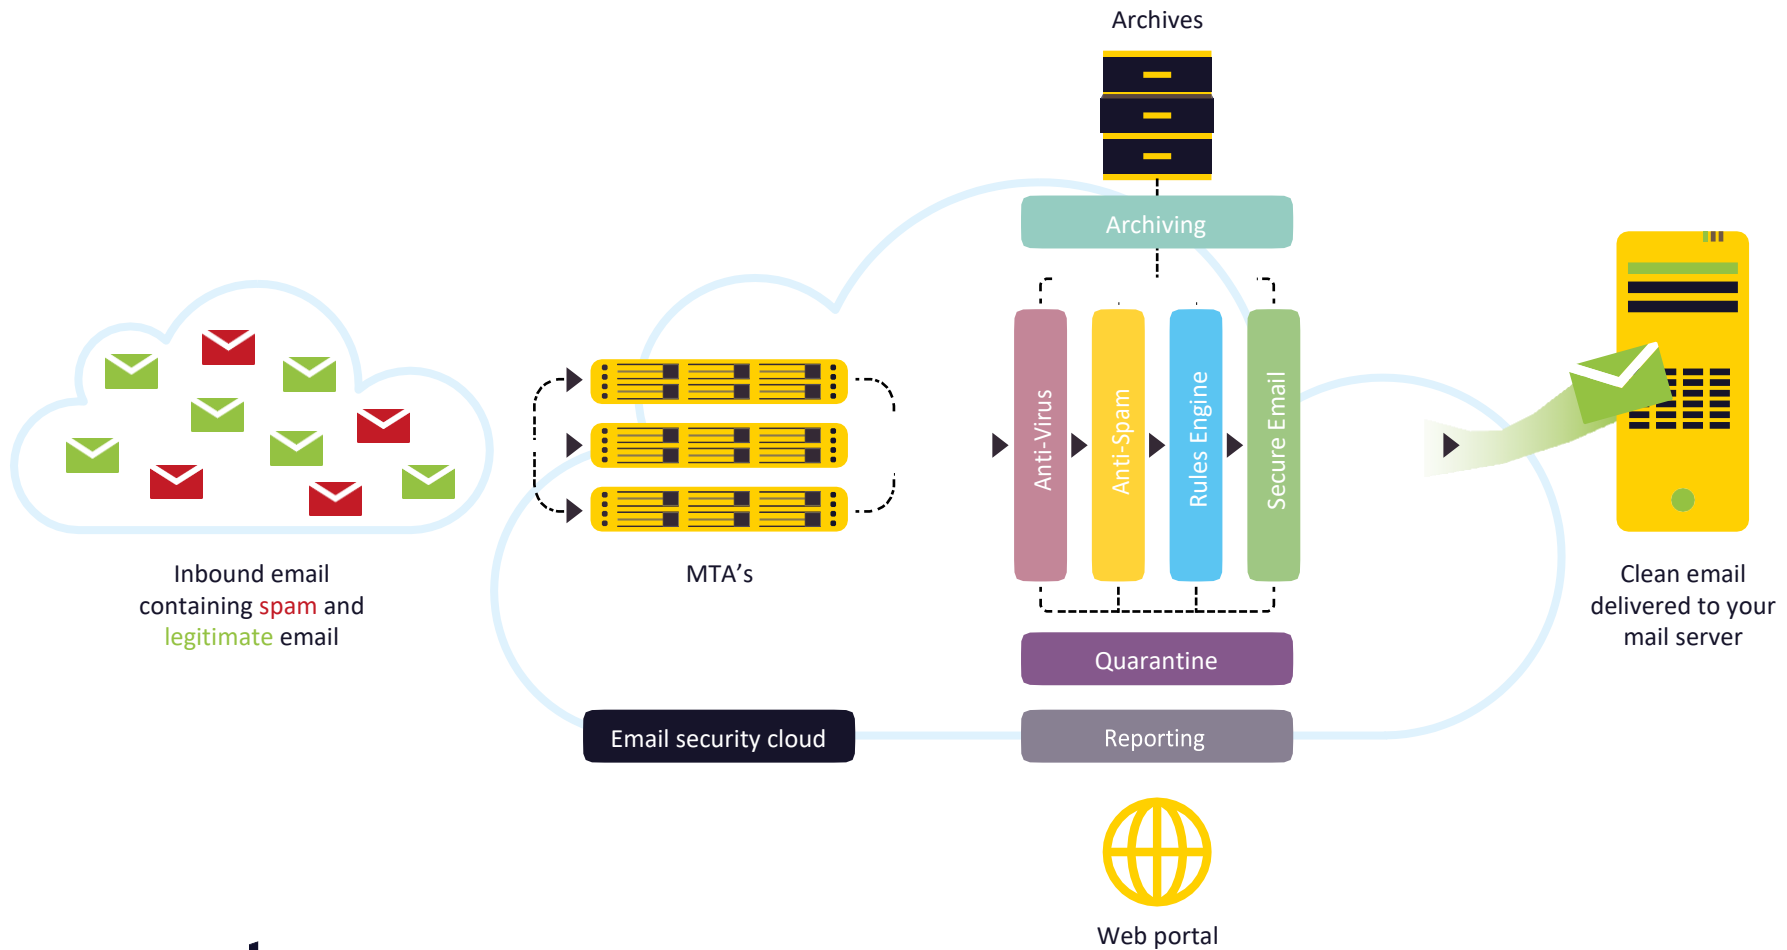 Archives
Archiving
Anti-Virus
Anti-Spam
Rules Engine
Secure Email
MTA's
Inbound email
containing spam and
legitimate email
Clean email
delivered to your
mail server
Quarantine
Email security cloud
Reporting
Web portal